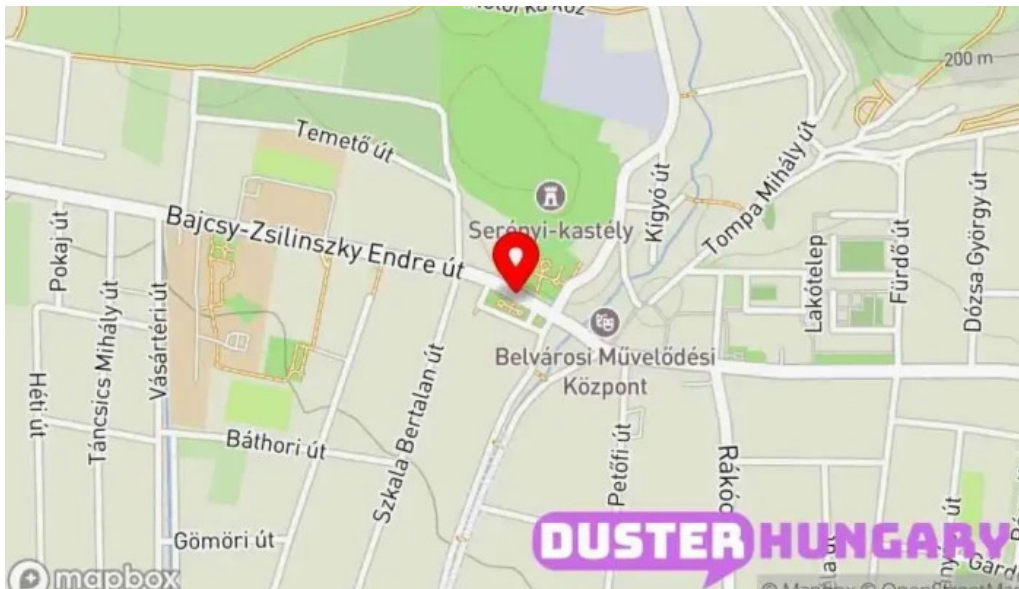 200 m
Temető út
Tompa Mihály út
Kígyó út
Serényi-kastély
Bajcsy-Zsilinszky Endre út
Pokaj út
Lakótelep
Fürdő út
Dózsa György út
Táncsics Mihály út
Vásártéri út
Belvárosi Művelődési
Központ
Héti út
Szkala Bertalan út
Báthori út
Petőfi út
Gömöri út
DUSTER HUNGARY
mapbox